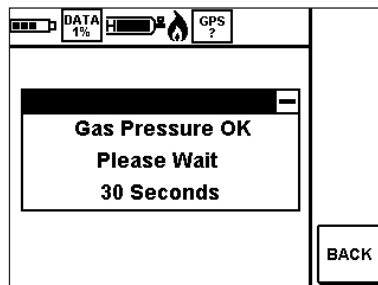 DATA
1%
H
GPS
?
Gas Pressure OK
Please Wait
30 Seconds
BACK